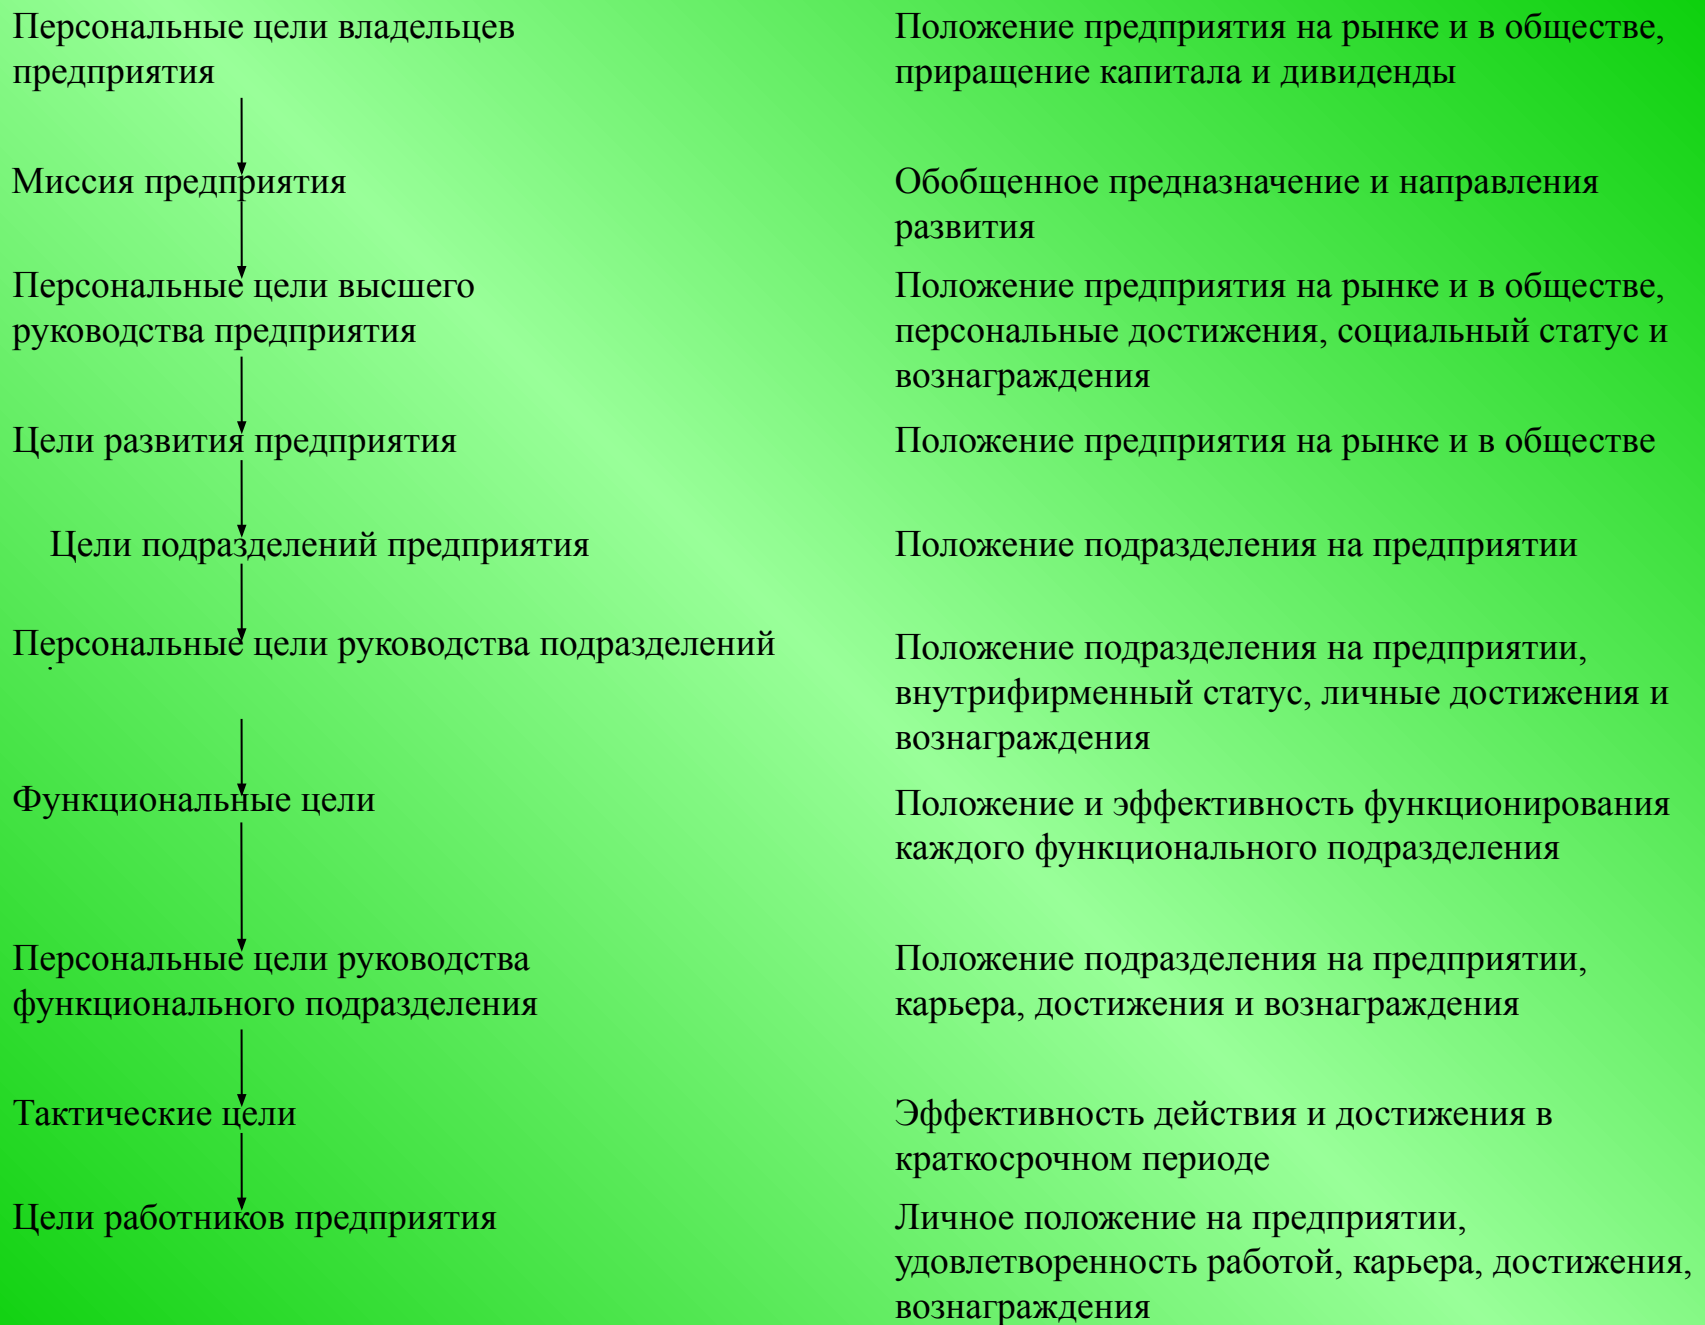 Персональные цели владельцев
предприятия
Положение предприятия на рынке и в обществе,
приращение капитала и дивиденды
Миссия предприятия
Обобщенное предназначение и направления
развития
Персональные цели высшего
руководства предприятия
Положение предприятия на рынке и в обществе,
персональные достижения, социальный статус и
вознаграждения
Цели развития предприятия
Положение предприятия на рынке и в обществе
Цели подразделений предприятия
Положение подразделения на предприятии
Персональные цели руководства подразделений
Положение подразделения на предприятии,
внутрифирменный статус, личные достижения и
вознаграждения
Функциональные цели
Положение и эффективность функционирования
каждого функционального подразделения
Персональные цели руководства
функционального подразделения
Положение подразделения на предприятии,
карьера, достижения и вознаграждения
Тактические цели
Эффективность действия и достижения в
краткосрочном периоде
Цели работников предприятия
Личное положение на предприятии,
удовлетворенность работой, карьера, достижения,
вознаграждения